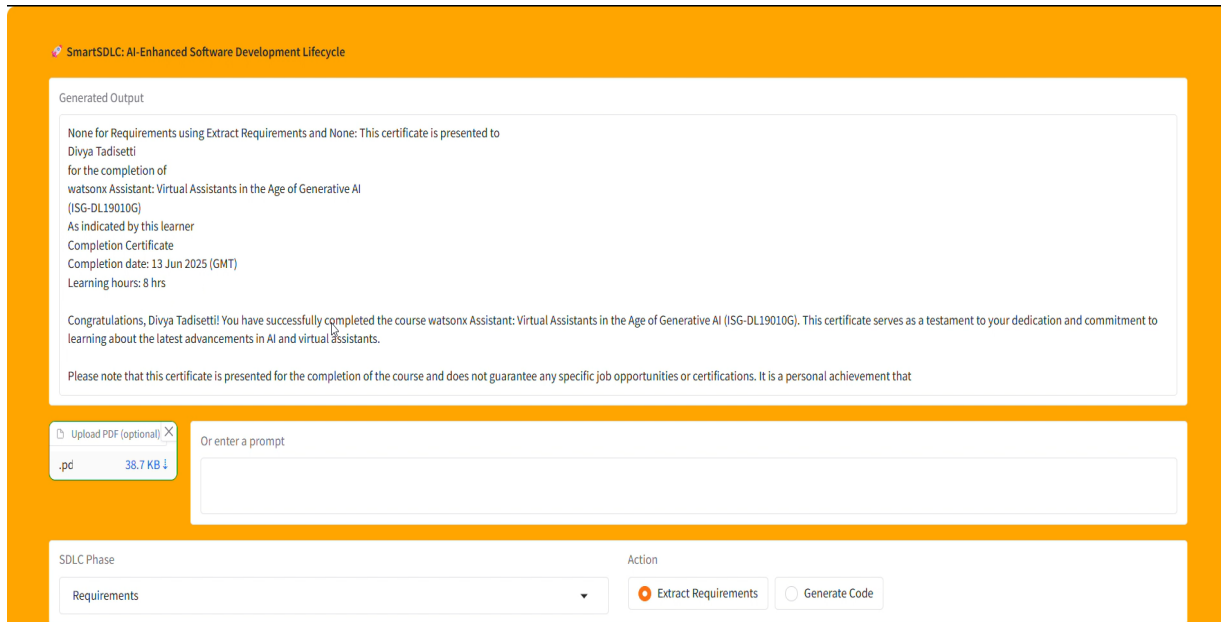 🚀 SmartSDLC: AI-Enhanced Software Development Lifecycle
Generated Output
None for Requirements using Extract Requirements and None: This certificate is presented to
Divya Tadisetti
for the completion of
watsonx Assistant: Virtual Assistants in the Age of Generative AI
(ISG-DL19010G)
As indicated by this learner
Completion Certificate
Completion date: 13 Jun 2025 (GMT)
Learning hours: 8 hrs
Congratulations, Divya Tadisetti! You have successfully completed the course watsonx Assistant: Virtual Assistants in the Age of Generative AI (ISG-DL19010G). This certificate serves as a testament to your dedication and commitment to
learning about the latest advancements in AI and virtual assistants.
Please note that this certificate is presented for the completion of the course and does not guarantee any specific job opportunities or certifications. It is a personal achievement that
Upload PDF (optional)
.pd 38.7 KB ↓
Or enter a prompt
SDLC Phase
Requirements
Action
Extract Requirements
Generate Code